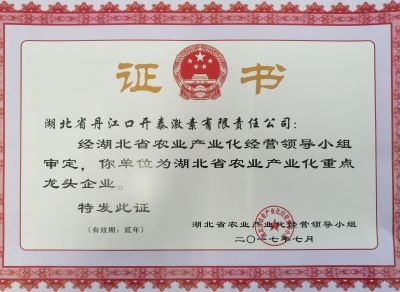 证书
湖北省丹江口开泰激素有限责任公司：
经湖北省农业产业化经营领导小组
审定，你单位为湖北省农业产业化重点
龙头企业。
特发此证
（有效期：贰年）
湖北省农业产业化经营领导小组
二〇一七年七月